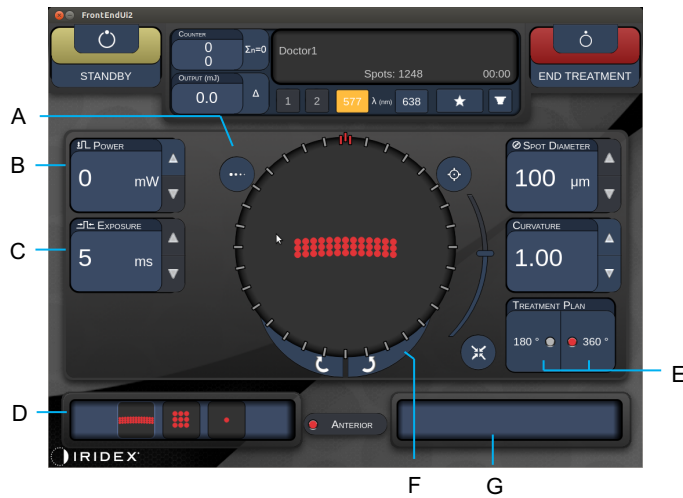 FrontEndUi2
STANDBY
COUNTER
0
0
Σn=0
OUTPUT (mJ)
0.0
Δ
Doctor1
Spots: 1248
00:00
1
2
577
λ (nm)
638
END TREATMENT
A
B
POWER
0
mW
C
EXPOSURE
5
ms
SPOT DIAMETER
100
μm
CURVATURE
1.00
TREATMENT PLAN
180 °
360 °
E
D
ANTERIOR
IRIDEX
F
G